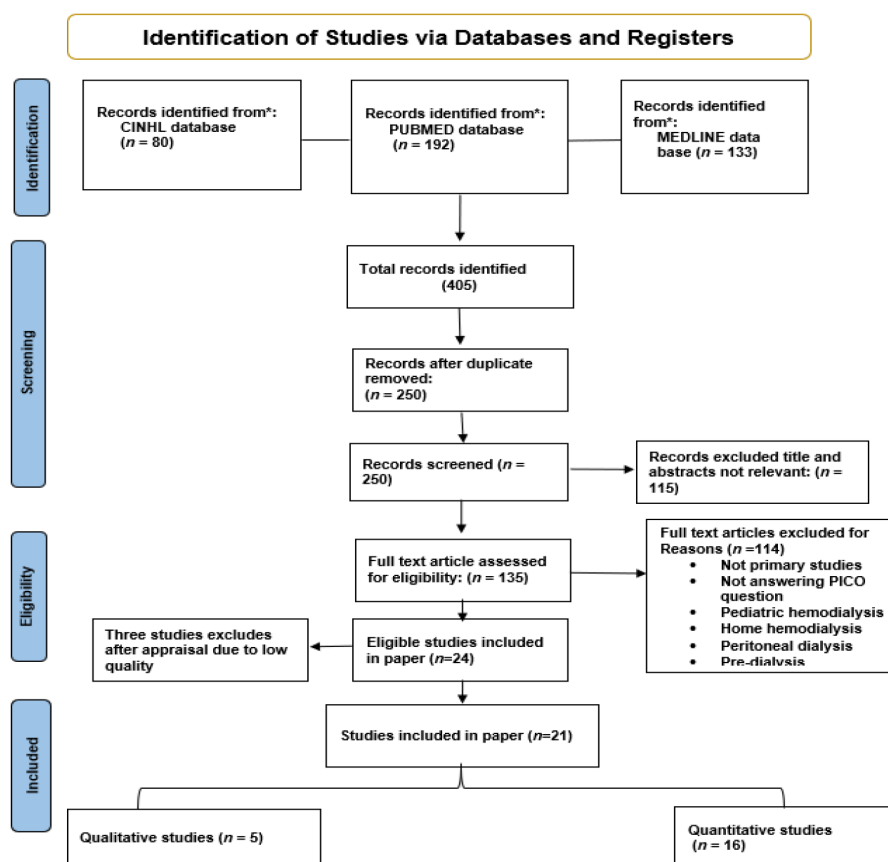 Identification of Studies via Databases and Registers
Identification
Records identified from*:
CINHL database
(n = 80)
Records identified from*:
PUBMED database
(n = 192)
Records identified
from*:
MEDLINE data
base (n = 133)
Screening
Total records identified
(405)
Records after duplicate
removed:
(n = 250)
Records screened (n =
250)
Records excluded title and
abstracts not relevant: (n =
115)
Eligibility
Full text article assessed
for eligibility: (n = 135)
Full text articles excluded for
Reasons (n =114)
• Not primary studies
• Not answering PICO
question
• Pediatric hemodialysis
• Home hemodialysis
• Peritoneal dialysis
• Pre-dialysis
Three studies excludes
after appraisal due to low
quality
Eligible studies included
in paper (n=24)
Included
Studies included in paper (n=21)
Qualitative studies (n = 5)
Quantitative studies
(n = 16)